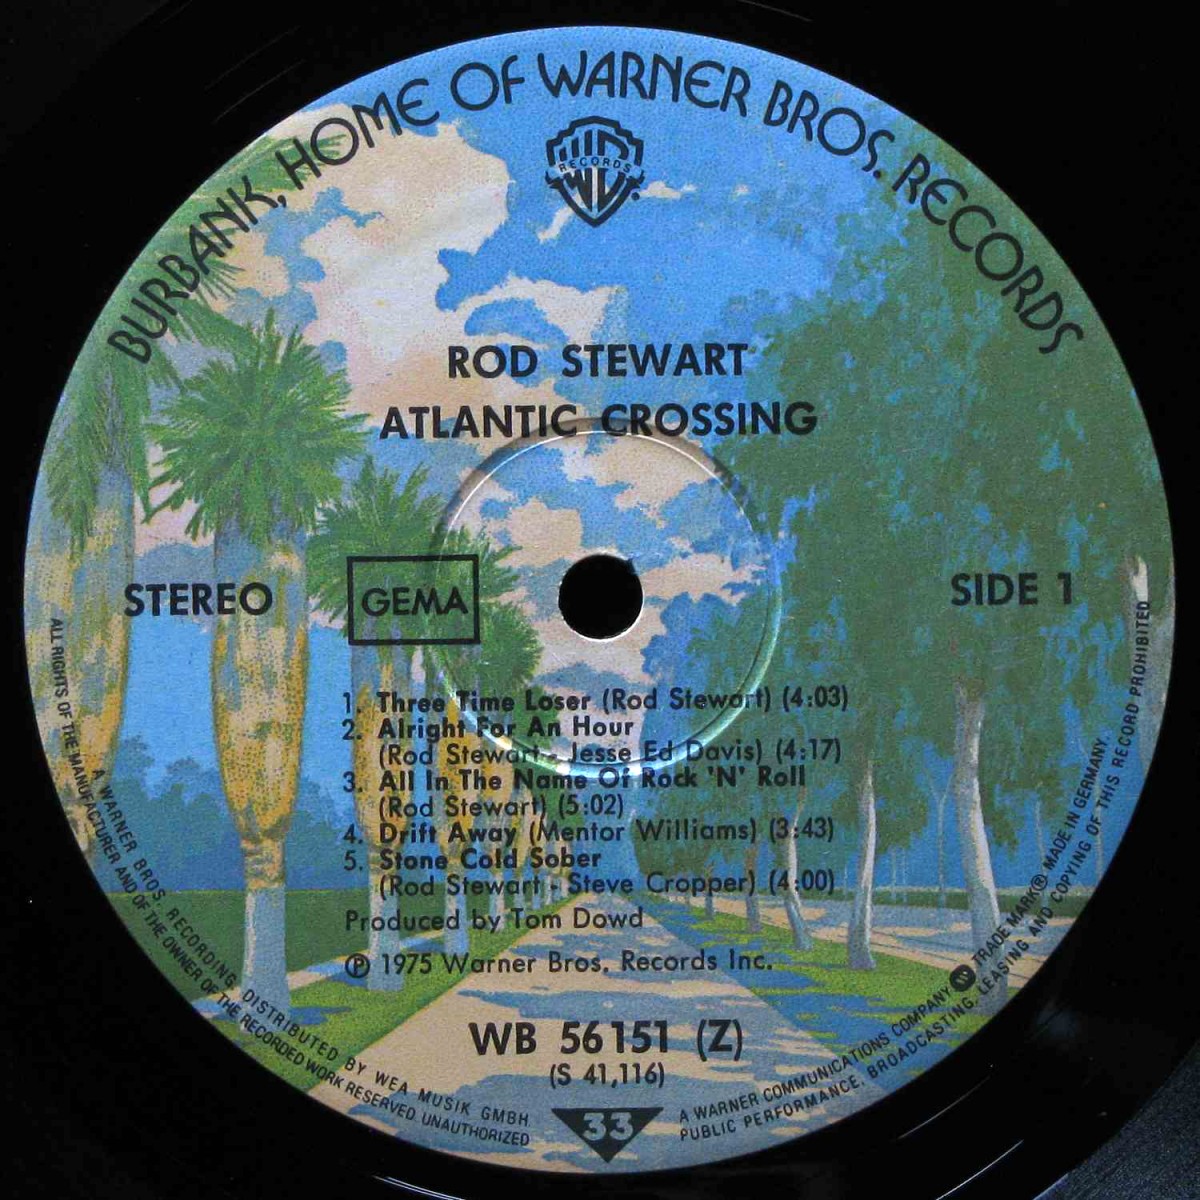 BURBANK, HOME OF WARNER BROS. RECORDS
RECORDS
ROD STEWART
ATLANTIC CROSSING
STEREO
GEMA
SIDE 1
1. Three Time Loser (Rod Stewart) (4:03)
2. Alright For An Hour
(Rod Stewart - Jesse Ed Davis) (4:17)
3. All In The Name Of Rock 'N' Roll
(Rod Stewart) (5:02)
4. Drift Away (Mentor Williams) (3:43)
5. Stone Cold Sober
(Rod Stewart - Steve Cropper) (4:00)
Produced by Tom Dowd
℗ 1975 Warner Bros. Records Inc.
WB 56 151 (Z)
(S 41,116)
33
A WARNER BROS. RECORDING. DISTRIBUTED BY WEA MUSIK GMBH
A WARNER COMMUNICATIONS COMPANY TRADE MARK® MADE IN GERMANY
ALL RIGHTS OF THE MANUFACTURER AND OF THE OWNER OF THE RECORDED WORK RESERVED. UNAUTHORIZED
PUBLIC PERFORMANCE, BROADCASTING, LEASING AND COPYING OF THIS RECORD PROHIBITED